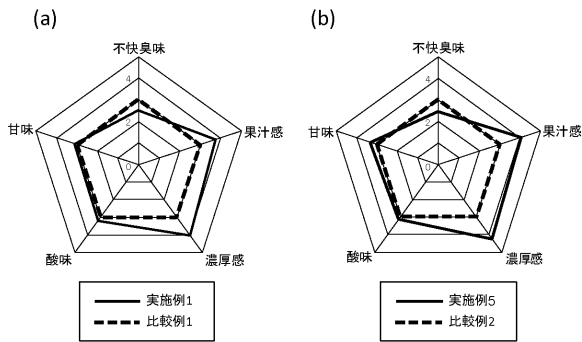 (a)
不快臭味
4
2
0
甘味
果汁感
酸味
濃厚感
実施例1
比較例1
(b)
不快臭味
4
2
0
甘味
果汁感
酸味
濃厚感
実施例5
比較例2